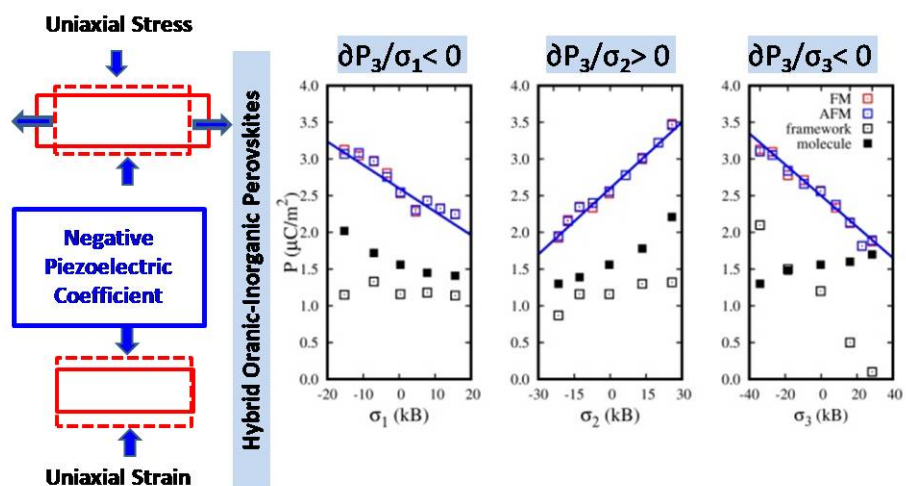 Uniaxial Stress
Negative
Piezoelectric
Coefficient
Uniaxial Strain
Hybrid Oranic-Inorganic Perovskites
∂P₃/σ₁< 0
∂P₃/σ₂> 0
∂P₃/σ₃< 0
P (μC/m²)
4.0
3.5
3.0
2.5
2.0
1.5
1.0
0.5
0.0
-20 -10 0 10 20
σ₁ (kB)
4.0
3.5
3.0
2.5
2.0
1.5
1.0
0.5
0.0
-30 -15 0 15 30
σ₂ (kB)
4.0
3.5
3.0
2.5
2.0
1.5
1.0
0.5
0.0
FM
AFM
framework
molecule
-40 -20 0 20 40
σ₃ (kB)